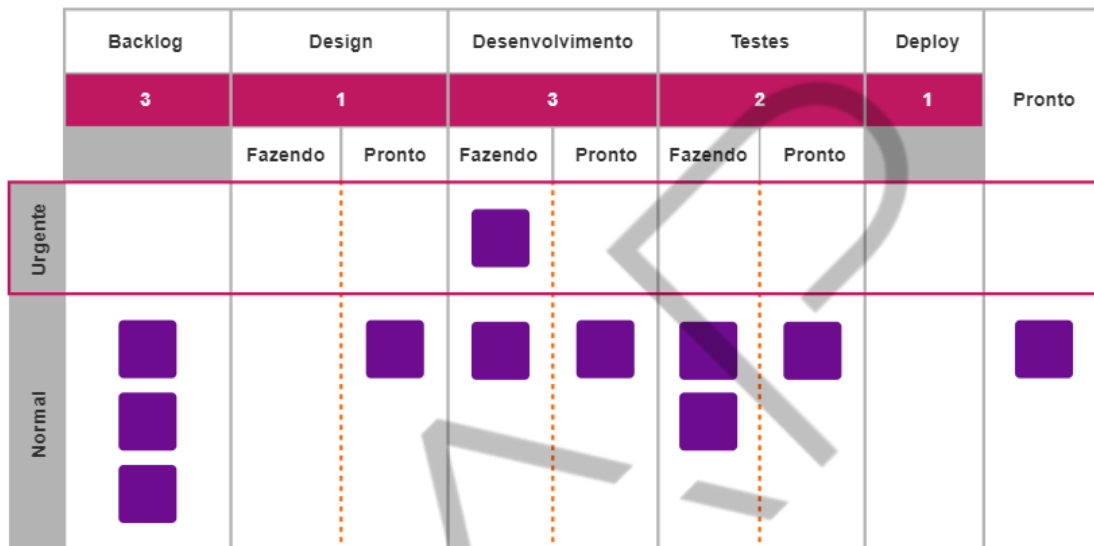 Backlog Design Desenvolvimento Testes Deploy
3 1 3 2 1 Pronto
Fazendo Pronto Fazendo Pronto Fazendo Pronto
Urgente
Normal